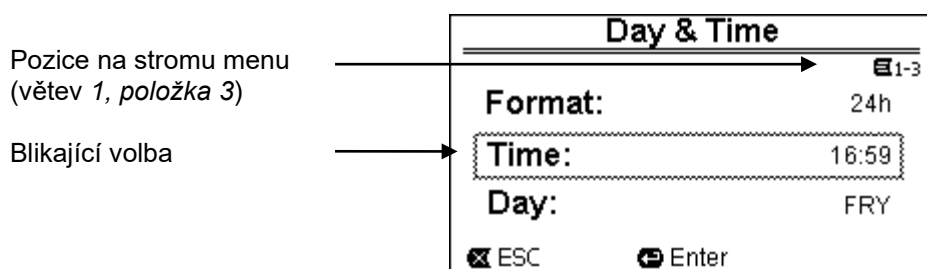 Day & Time
Pozice na stromu menu
(větev 1, položka 3)
1-3
Format: 24h
Blikající volba
Time: 16:59
Day: FRY
ESC Enter